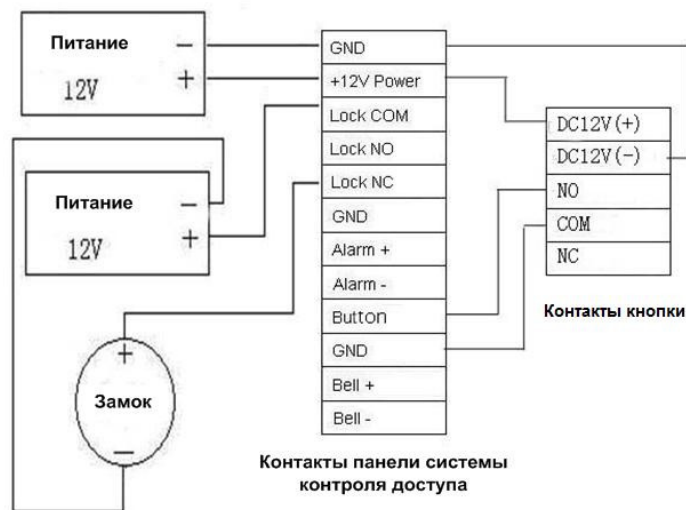 Питание
−
+
12V
Питание
−
+
12V
+
Замок
−
GND
+12V Power
Lock COM
Lock NO
Lock NC
GND
Alarm +
Alarm -
Button
GND
Bell +
Bell -
Контакты панели системы
контроля доступа
DC12V(+)
DC12V(-)
NO
COM
NC
Контакты кнопки